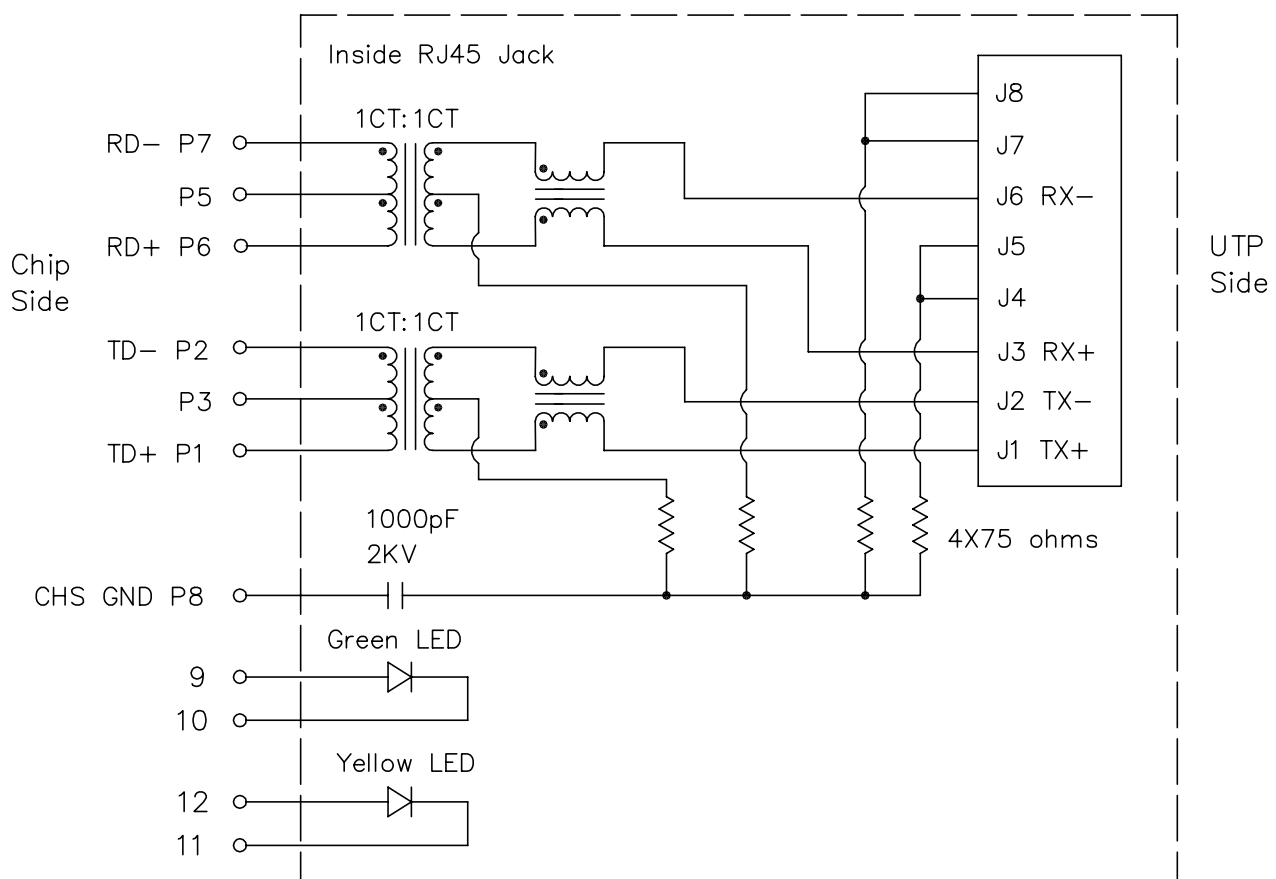 Inside RJ45 Jack
1CT:1CT
RD- P7
P5
RD+ P6
Chip
Side
1CT:1CT
TD- P2
P3
TD+ P1
1000pF
2KV
CHS GND P8
Green LED
9
10
Yellow LED
12
11
J8
J7
J6 RX-
J5
J4
J3 RX+
J2 TX-
J1 TX+
4X75 ohms
UTP
Side